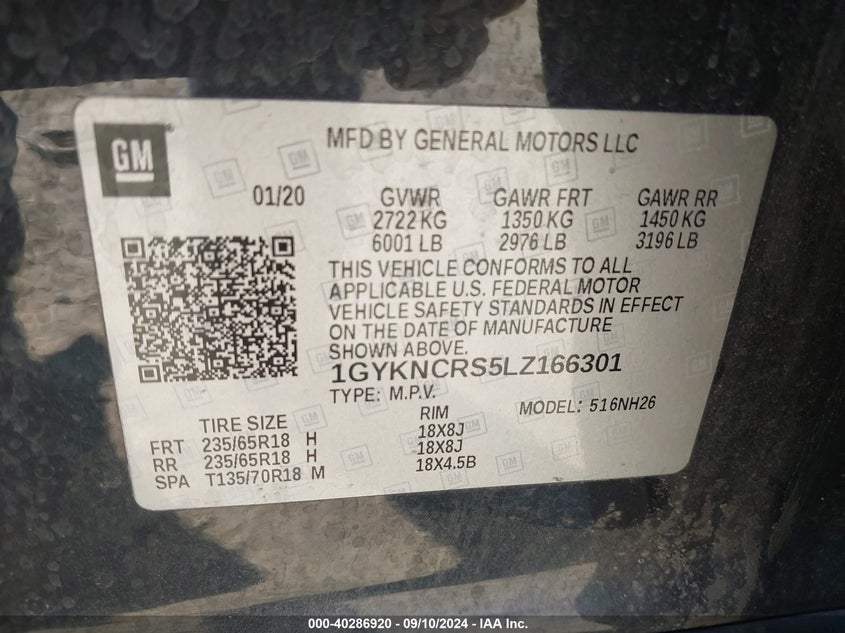 GM
MFD BY GENERAL MOTORS LLC
01/20 GVWR GAWR FRT GAWR RR
2722 KG 1350 KG 1450 KG
6001 LB 2976 LB 3196 LB
THIS VEHICLE CONFORMS TO ALL
APPLICABLE U.S. FEDERAL MOTOR
VEHICLE SAFETY STANDARDS IN EFFECT
ON THE DATE OF MANUFACTURE
SHOWN ABOVE.
1GYKNCRS5LZ166301
TYPE: M.P.V. MODEL: 516NH26
TIRE SIZE RIM
FRT 235/65R18 H 18X8J
RR 235/65R18 H 18X8J
SPA T135/70R18 M 18X4.5B
000-40286920 - 09/10/2024 - IAA Inc.